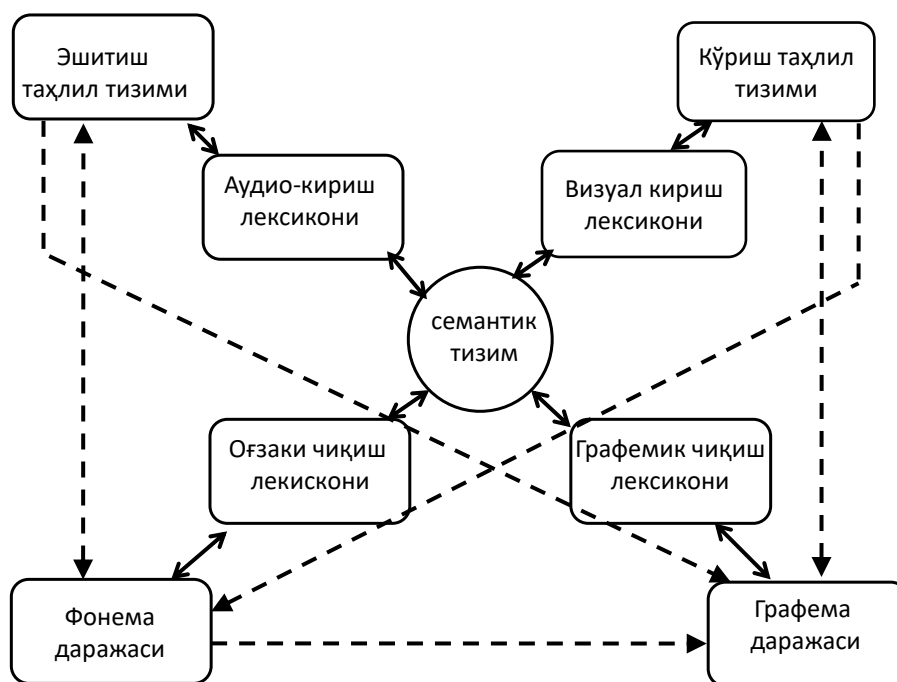 Эшитиш
таҳлил тизими
Кўриш таҳлил
тизими
Аудио-кириш
лексикони
Визуал кириш
лексикони
семантик
тизим
Оғзаки чиқиш
лекискони
Графемик чиқиш
лексикони
Фонема
даражаси
Графема
даражаси